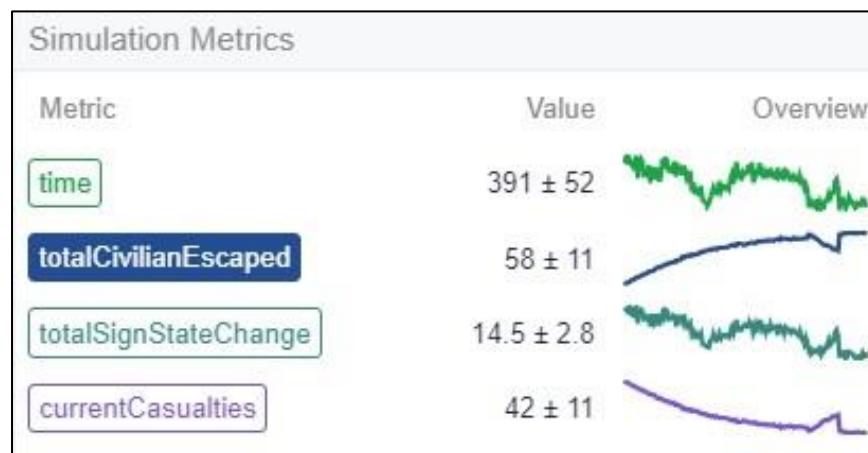 Simulation Metrics
Metric Value Overview
time 391 ± 52
totalCivilianEscaped 58 ± 11
totalSignStateChange 14.5 ± 2.8
currentCasualties 42 ± 11